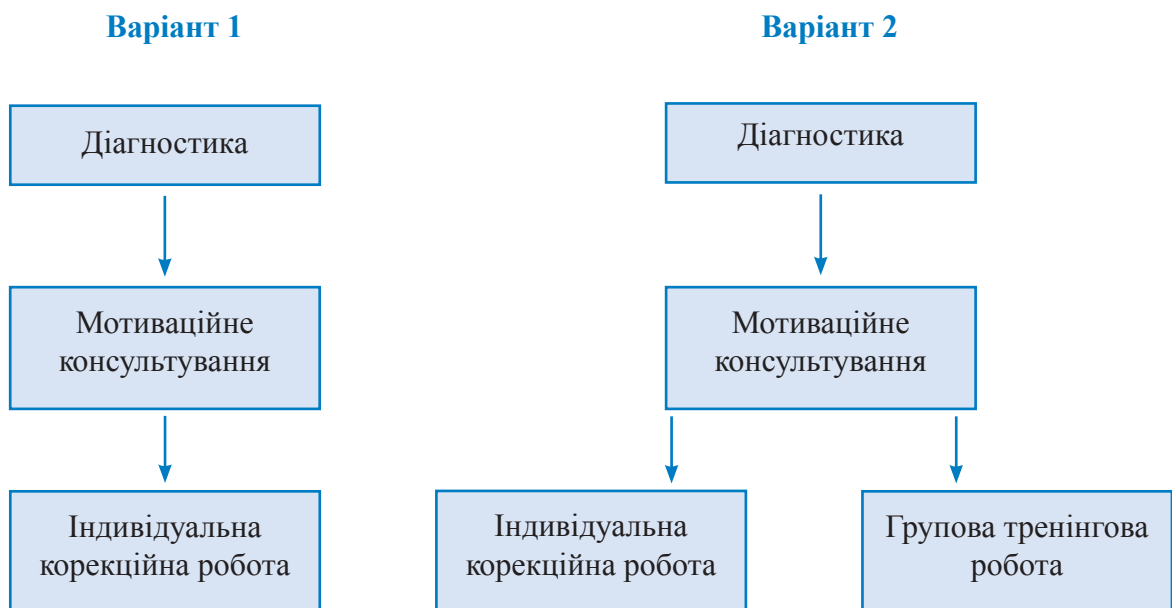 Варіант 1
Діагностика
Мотиваційне
консультування
Індивідуальна
корекційна робота
Варіант 2
Діагностика
Мотиваційне
консультування
Індивідуальна
корекційна робота
Групова тренінгова
робота